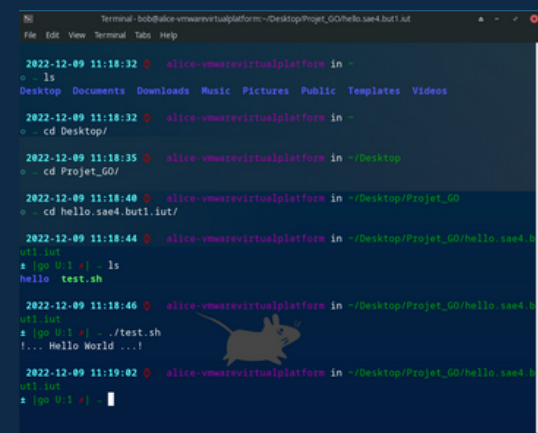 Terminal - bob@alice-vmwarevirtualplatform:~/Desktop/Projet_GO/hello.sae4.but1.iut
File Edit View Terminal Tabs Help
2022-12-09 11:18:32 alice-vmwarevirtualplatform in ~
ls
Desktop Documents Downloads Music Pictures Public Templates Videos
2022-12-09 11:18:32 alice-vmwarevirtualplatform in ~
cd Desktop/
2022-12-09 11:18:35 alice-vmwarevirtualplatform in ~/Desktop
cd Projet_GO/
2022-12-09 11:18:40 alice-vmwarevirtualplatform in ~/Desktop/Projet_GO
cd hello.sae4.but1.iut/
2022-12-09 11:18:44 alice-vmwarevirtualplatform in ~/Desktop/Projet_GO/hello.sae4.b
ut1.iut
± |go U:1 ✗| → ls
hello test.sh
2022-12-09 11:18:46 alice-vmwarevirtualplatform in ~/Desktop/Projet_GO/hello.sae4.b
ut1.iut
± |go U:1 ✗| → ./test.sh
!... Hello World ...!
2022-12-09 11:19:02 alice-vmwarevirtualplatform in ~/Desktop/Projet_GO/hello.sae4.b
ut1.iut
± |go U:1 ✗| →